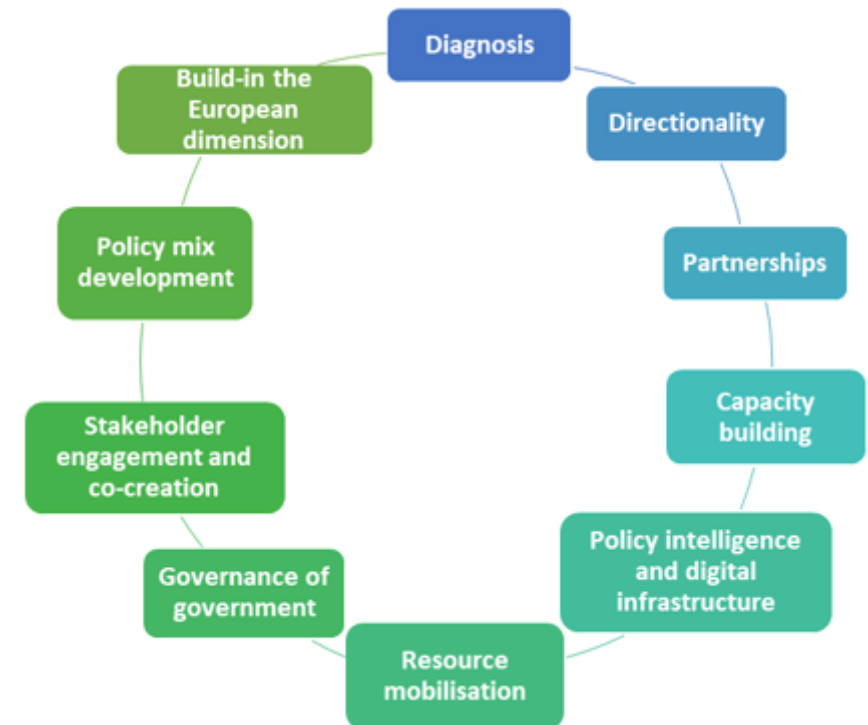 Diagnosis
Directionality
Partnerships
Capacity
building
Policy intelligence
and digital
infrastructure
Resource
mobilisation
Governance of
government
Stakeholder
engagement and
co-creation
Policy mix
development
Build-in the
European
dimension